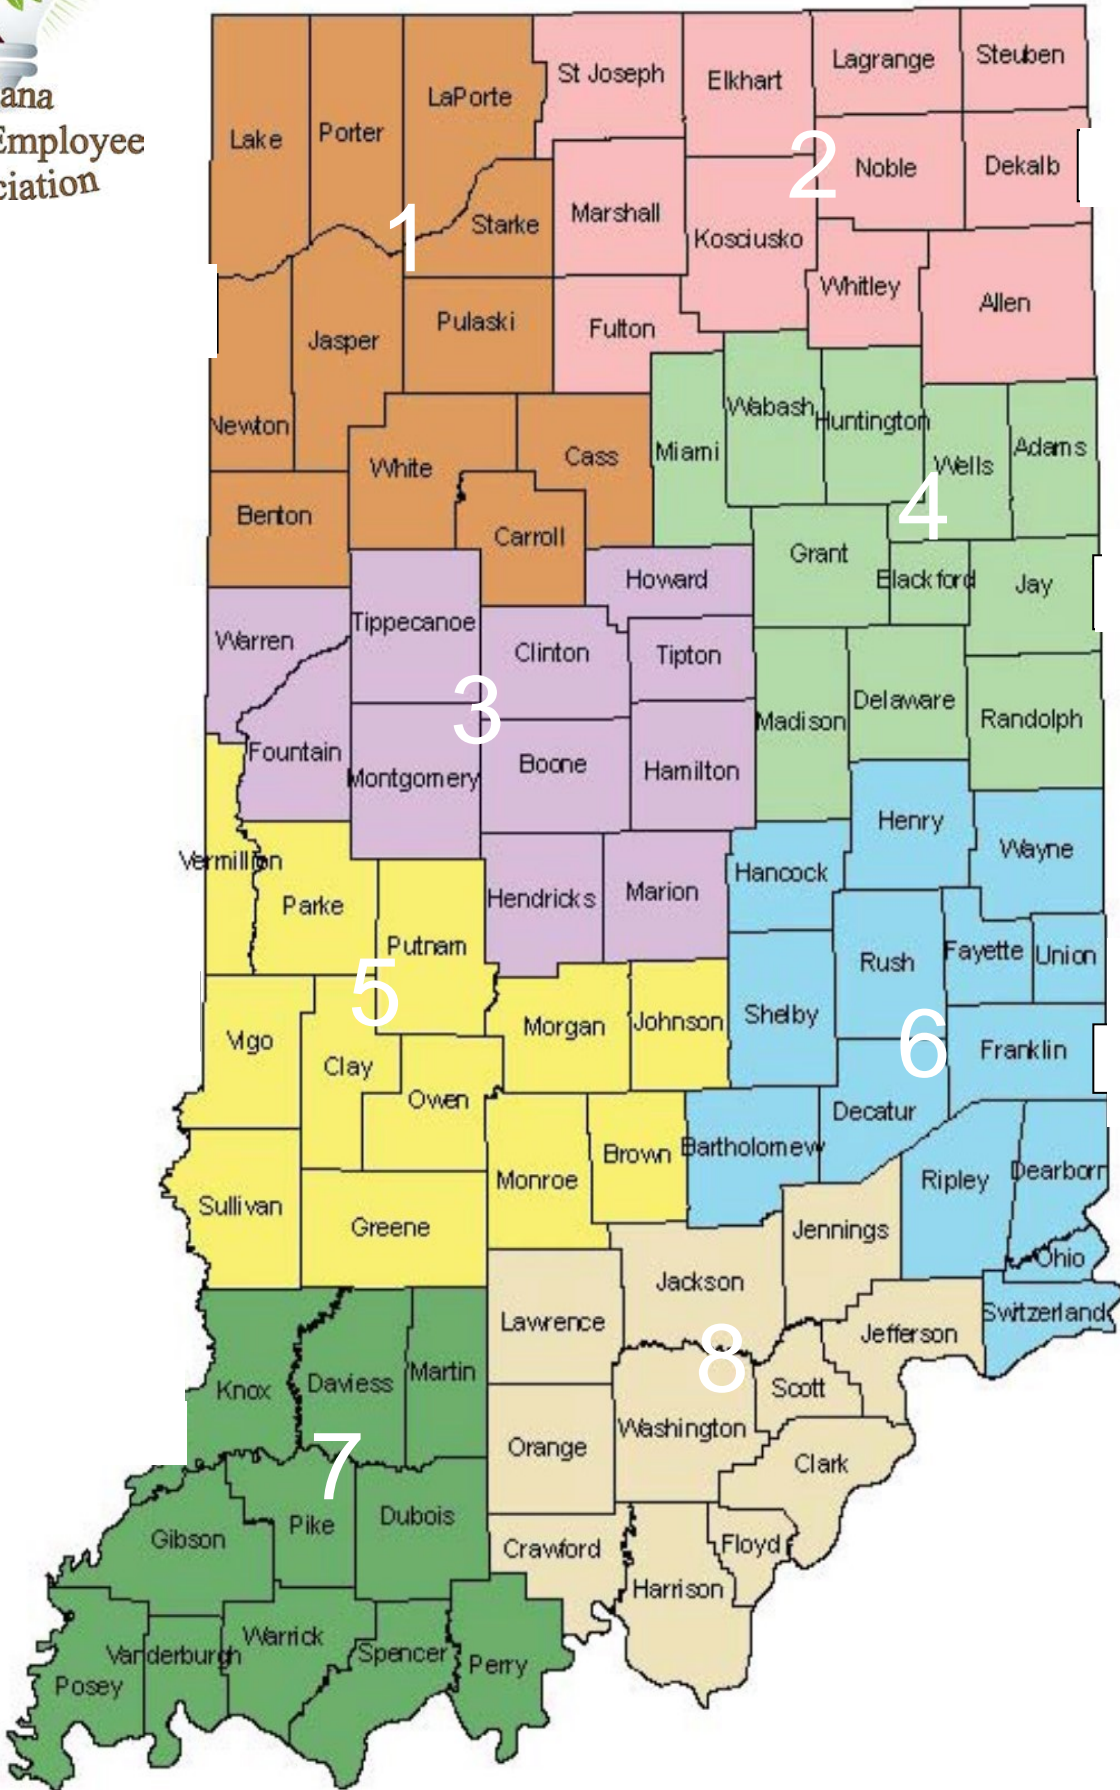 ana
Employee
ciation
Lake
Porter
LaPorte
St Joseph
Elkhart
Lagrange
Steuben
Noble
Dekalb
2
Marshall
Starke
1
Kosciusko
Whitley
Allen
Pulaski
Fulton
Jasper
Newton
White
Cass
Miami
Wabash
Huntington
Wells
Adams
4
Benton
Carroll
Grant
Blackford
Jay
Howard
Tippecanoe
Warren
Clinton
Tipton
3
Madison
Delaware
Randolph
Fountain
Montgomery
Boone
Hamilton
Henry
Wayne
Vermillion
Parke
Putnam
Hendricks
Marion
Hancock
Rush
Fayette
Union
5
Morgan
Johnson
Shelby
6
Franklin
Vigo
Clay
Owen
Decatur
Bartholomew
Brown
Monroe
Ripley
Dearborn
Sullivan
Greene
Jennings
Ohio
Jackson
Lawrence
Switzerland
Jefferson
8
Scott
Knox
Daviess
Martin
Washington
Orange
Clark
7
Gibson
Pike
Dubois
Crawford
Floyd
Harrison
Warrick
Vanderburgh
Spencer
Perry
Posey